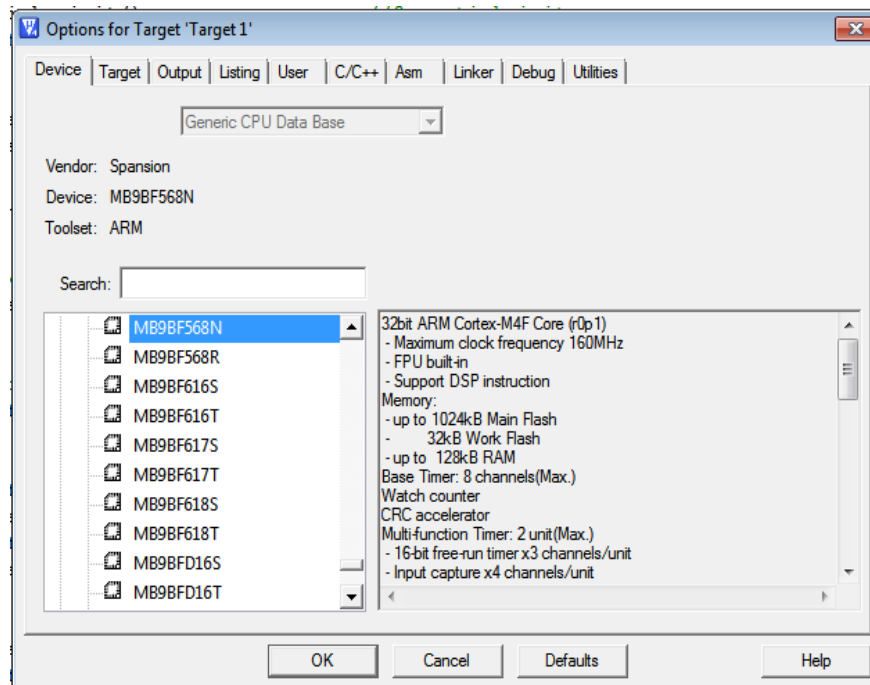 Options for Target 'Target 1'
Device Target Output Listing User C/C++ Asm Linker Debug Utilities
Generic CPU Data Base
Vendor: Spansion
Device: MB9BF568N
Toolset: ARM
Search:
MB9BF568N
MB9BF568R
MB9BF616S
MB9BF616T
MB9BF617S
MB9BF617T
MB9BF618S
MB9BF618T
MB9BFD16S
MB9BFD16T
32bit ARM Cortex-M4F Core (r0p1)
- Maximum clock frequency 160MHz
- FPU built-in
- Support DSP instruction
Memory:
- up to 1024kB Main Flash
- 32kB Work Flash
- up to 128kB RAM
Base Timer: 8 channels(Max.)
Watch counter
CRC accelerator
Multi-function Timer: 2 unit(Max.)
- 16-bit free-run timer x3 channels/unit
- Input capture x4 channels/unit
OK Cancel Defaults Help